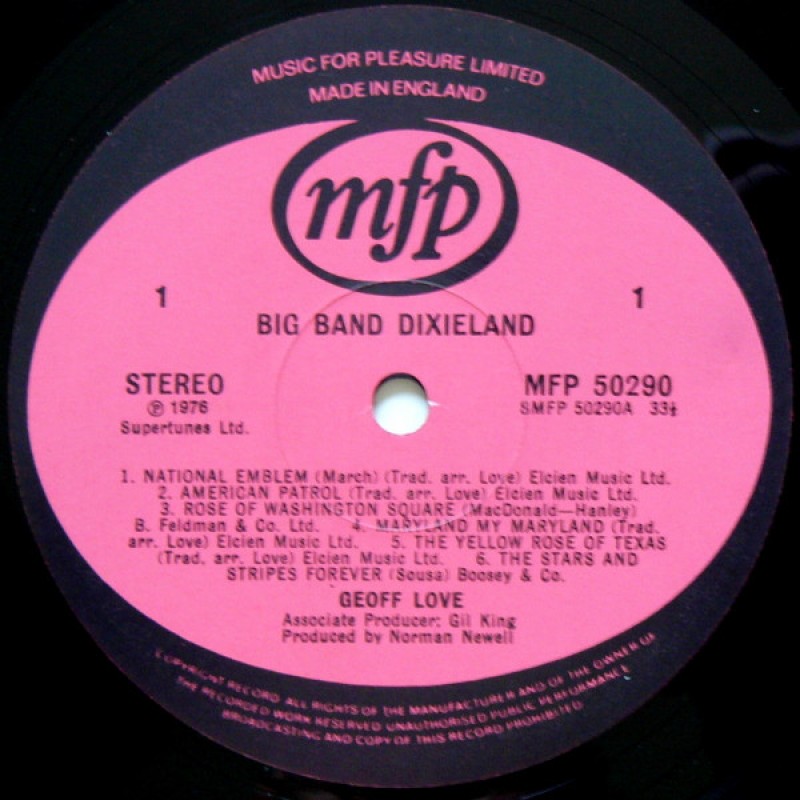 MUSIC FOR PLEASURE LIMITED
MADE IN ENGLAND
mfp
1 1
BIG BAND DIXIELAND
STEREO MFP 50290
℗ 1976 SMFP 50290A 33⅓
Supertunes Ltd.
1. NATIONAL EMBLEM (March) (Trad. arr. Love) Elcien Music Ltd.
2. AMERICAN PATROL (Trad. arr. Love) Elcien Music Ltd.
3. ROSE OF WASHINGTON SQUARE (MacDonald—Hanley)
B. Feldman & Co. Ltd. 4. MARYLAND MY MARYLAND (Trad.
arr. Love) Elcien Music Ltd. 5. THE YELLOW ROSE OF TEXAS
(Trad. arr. Love) Elcien Music Ltd. 6. THE STARS AND
STRIPES FOREVER (Sousa) Boosey & Co.
GEOFF LOVE
Associate Producer: Gil King
Produced by Norman Newell
COPYRIGHT RECORD ALL RIGHTS OF THE MANUFACTURER AND OF THE OWNER OF
THE RECORDED WORK RESERVED UNAUTHORISED PUBLIC PERFORMANCE
BROADCASTING AND COPY OF THIS RECORD PROHIBITED